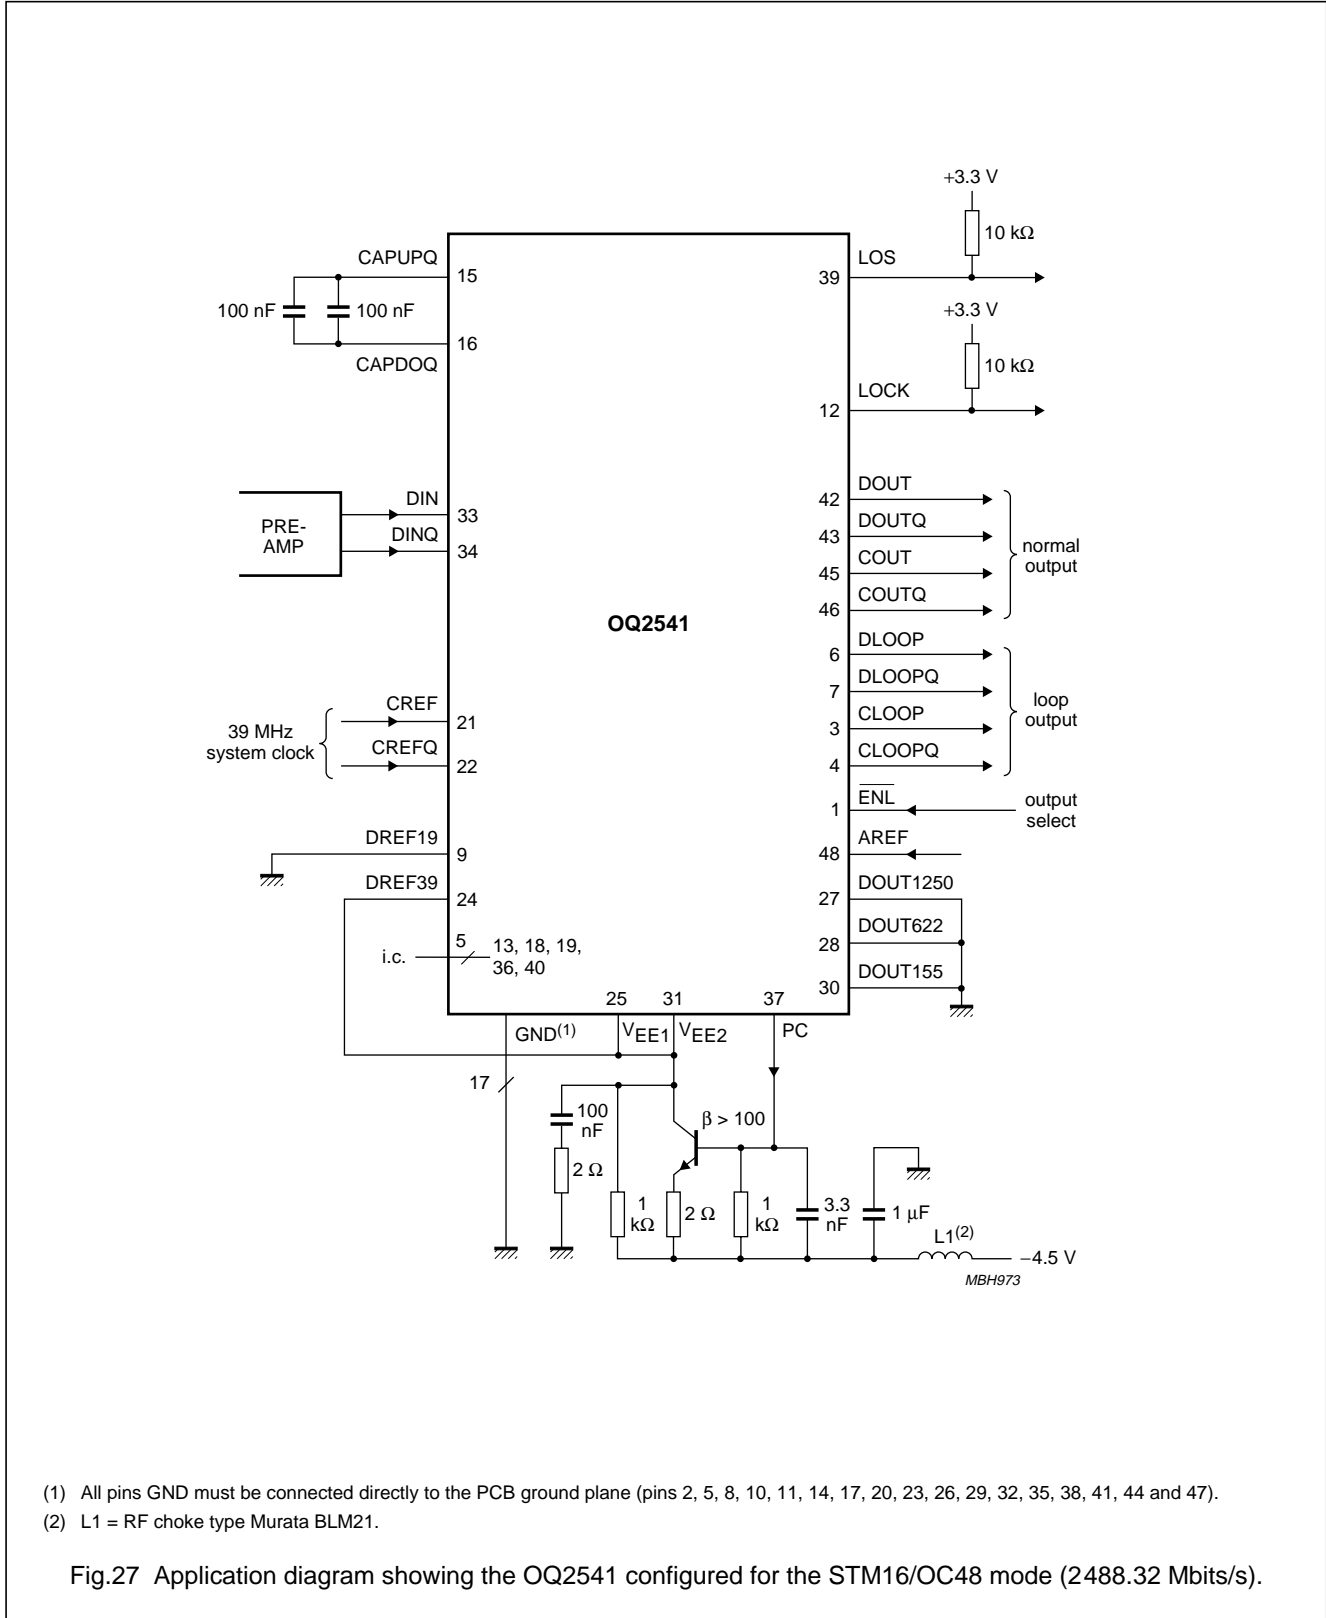 +3.3 V
10 kΩ
CAPUPQ
15
LOS
39
100 nF
100 nF
+3.3 V
16
CAPDOQ
10 kΩ
LOCK
12
DIN
33
DINQ
34
PRE-
AMP
DOUT
42
DOUTQ
43
COUT
45
COUTQ
46
normal
output
OQ2541
DLOOP
6
DLOOPQ
7
CLOOP
3
CLOOPQ
4
loop
output
CREF
21
CREFQ
22
39 MHz
system clock
ENL
1
output
select
DREF19
9
AREF
48
DREF39
24
DOUT1250
27
DOUT622
28
DOUT155
30
i.c.
5
13, 18, 19,
36, 40
25
31
37
GND(1)
VEE1
VEE2
PC
17
100
nF
β > 100
2 Ω
1
kΩ
2 Ω
1
kΩ
3.3
nF
1 μF
L1(2)
−4.5 V
MBH973
(1) All pins GND must be connected directly to the PCB ground plane (pins 2, 5, 8, 10, 11, 14, 17, 20, 23, 26, 29, 32, 35, 38, 41, 44 and 47).
(2) L1 = RF choke type Murata BLM21.
Fig.27 Application diagram showing the OQ2541 configured for the STM16/OC48 mode (2488.32 Mbits/s).